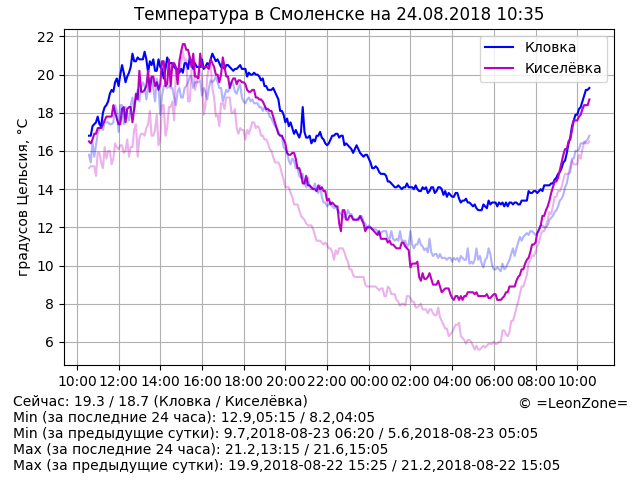 Температура в Смоленске на 24.08.2018 10:35
Кловка
Киселёвка
градусов Цельсия, °C
22
20
18
16
14
12
10
8
6
10:00 12:00 14:00 16:00 18:00 20:00 22:00 00:00 02:00 04:00 06:00 08:00 10:00
Сейчас: 19.3 / 18.7 (Кловка / Киселёвка)
© =LeonZone=
Min (за последние 24 часа): 12.9,05:15 / 8.2,04:05
Min (за предыдущие сутки): 9.7,2018-08-23 06:20 / 5.6,2018-08-23 05:05
Max (за последние 24 часа): 21.2,13:15 / 21.6,15:05
Max (за предыдущие сутки): 19.9,2018-08-22 15:25 / 21.2,2018-08-22 15:05